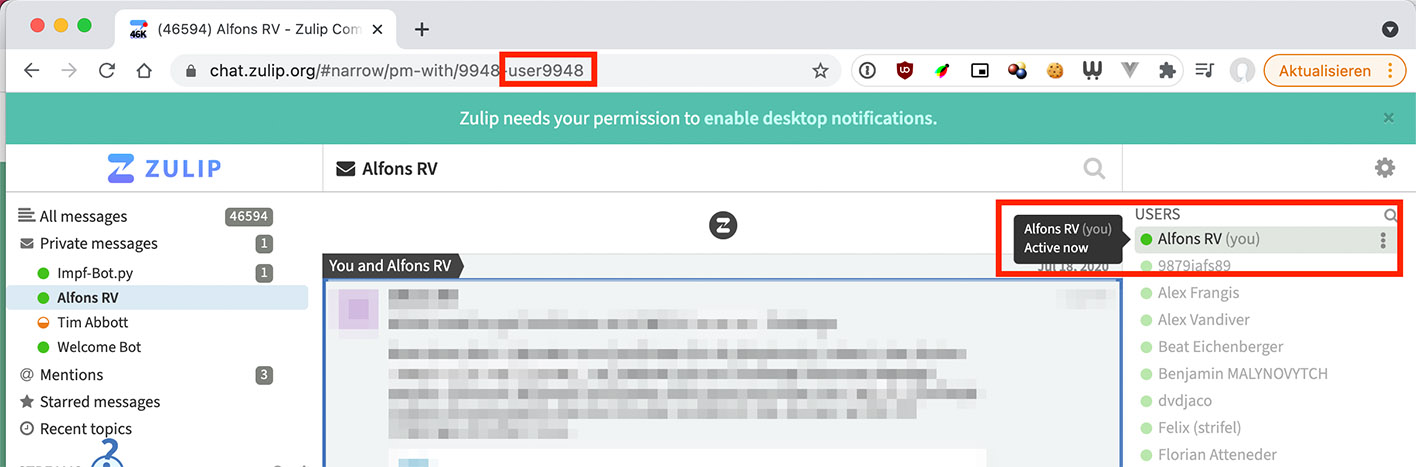 46K
(46594) Alfons RV - Zulip Com
chat.zulip.org/#narrow/pm-with/9948-user9948
Aktualisieren
Zulip needs your permission to enable desktop notifications.
ZULIP
Alfons RV
All messages 46594
Private messages 1
Impf-Bot.py 1
Alfons RV
Tim Abbott
Welcome Bot
Mentions 3
Starred messages
Recent topics
2
You and Alfons RV
Jul 18, 2020
Alfons RV (you)
Active now
USERS
Alfons RV (you)
9879iafs89
Alex Frangis
Alex Vandiver
Beat Eichenberger
Benjamin MALYNOVYTCH
dvdjaco
Felix (strifel)
Florian Atteneder